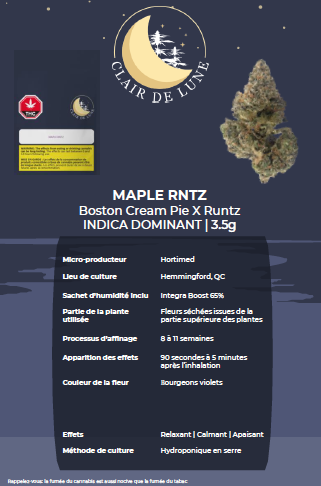 CLAIR DE LUNE
THC
MAPLE RNTZ
Boston Cream Pie X Runtz
INDICA DOMINANT | 3.5g
Micro-producteur Hortimed
Lieu de culture Hemmingford, QC
Sachet d'humidité inclu Integra Boost 65%
Partie de la plante utilisée Fleurs séchées issues de la
partie supérieure des plantes
Processus d'affinage 8 à 11 semaines
Apparition des effets 90 secondes à 5 minutes
après l'inhalation
Couleur de la fleur Bourgeons violets
Effets Relaxant | Calmant | Apaisant
Méthode de culture Hydroponique en serre
Rappelez-vous: la fumée du cannabis est aussi nocive que la fumée du tabac